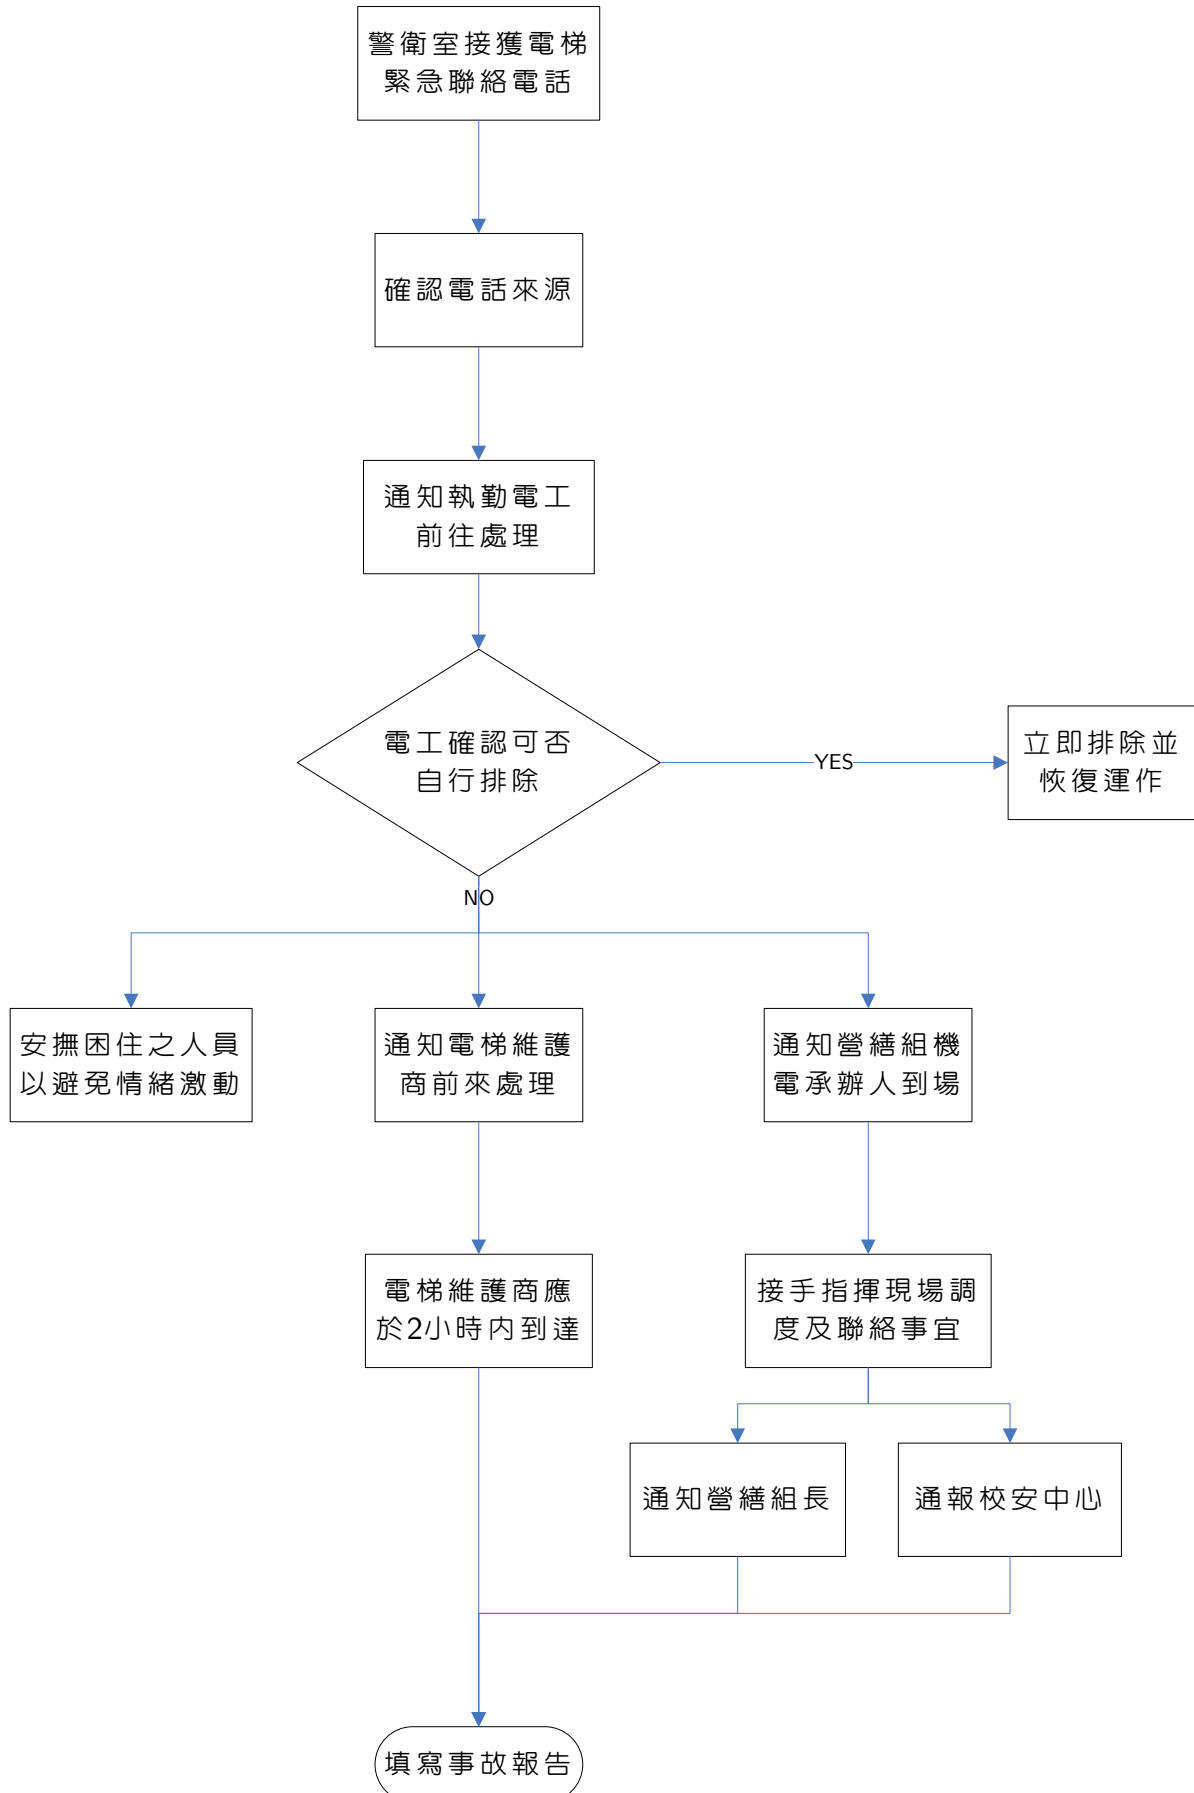 警衛室接獲電梯
緊急聯絡電話
確認電話來源
通知執勤電工
前往處理
電工確認可否
自行排除
YES
立即排除並
恢復運作
NO
安撫困住之人員
以避免情緒激動
通知電梯維護
商前來處理
通知營繕組機
電承辦人到場
電梯維護商應
於2小時內到達
接手指揮現場調
度及聯絡事宜
通知營繕組長
通報校安中心
填寫事故報告